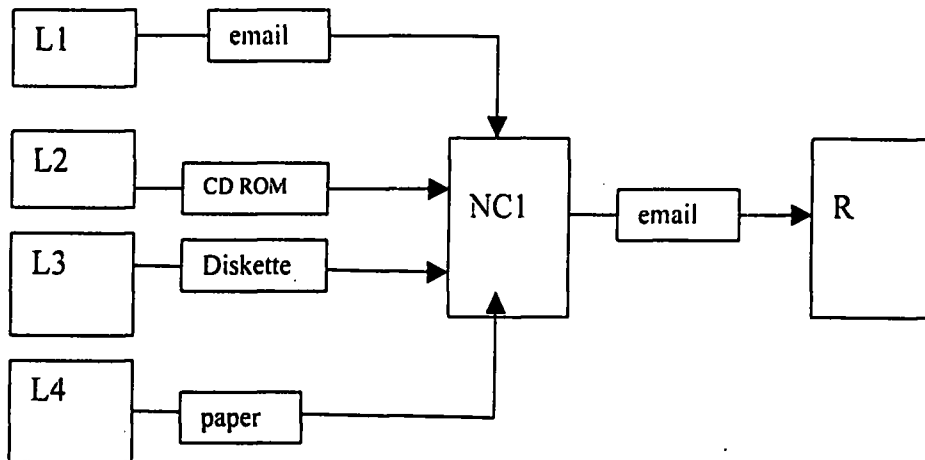 L1
email
L2
CD ROM
NC1
email
R
L3
Diskette
L4
paper